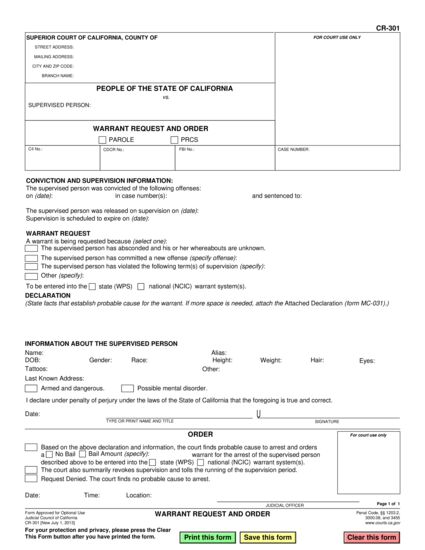 CR-301
SUPERIOR COURT OF CALIFORNIA, COUNTY OF
FOR COURT USE ONLY
STREET ADDRESS:
MAILING ADDRESS:
CITY AND ZIP CODE:
BRANCH NAME:
PEOPLE OF THE STATE OF CALIFORNIA
vs.
SUPERVISED PERSON:
WARRANT REQUEST AND ORDER
PAROLE PRCS
CII No.: CDCR No.: FBI No.: CASE NUMBER:
CONVICTION AND SUPERVISION INFORMATION:
The supervised person was convicted of the following offenses:
on (date): in case number(s): and sentenced to:
The supervised person was released on supervision on (date):
Supervision is scheduled to expire on (date):
WARRANT REQUEST
A warrant is being requested because (select one):
The supervised person has absconded and his or her whereabouts are unknown.
The supervised person has committed a new offense (specify offense):
The supervised person has violated the following term(s) of supervision (specify):
Other (specify):
To be entered into the state (WPS) national (NCIC) warrant system(s).
DECLARATION
(State facts that establish probable cause for the warrant. If more space is needed, attach the Attached Declaration (form MC-031).)
INFORMATION ABOUT THE SUPERVISED PERSON
Name: Alias:
DOB: Gender: Race: Height: Weight: Hair: Eyes:
Tattoos: Other:
Last Known Address:
Armed and dangerous. Possible mental disorder.
I declare under penalty of perjury under the laws of the State of California that the foregoing is true and correct.
Date:
TYPE OR PRINT NAME AND TITLE SIGNATURE
ORDER
For court use only
Based on the above declaration and information, the court finds probable cause to arrest and orders
a No Bail Bail Amount (specify): warrant for the arrest of the supervised person
described above to be entered into the state (WPS) national (NCIC) warrant system(s).
The court also summarily revokes supervision and tolls the running of the supervision period.
Request Denied. The court finds no probable cause to arrest.
Date: Time: Location:
JUDICIAL OFFICER
Page 1 of 1
Form Approved for Optional Use
Judicial Council of California
CR-301 [New July 1, 2013]
WARRANT REQUEST AND ORDER
Penal Code, §§ 1203.2,
3000.08, and 3455
www.courts.ca.gov
For your protection and privacy, please press the Clear
This Form button after you have printed the form.
Print this form Save this form Clear this form